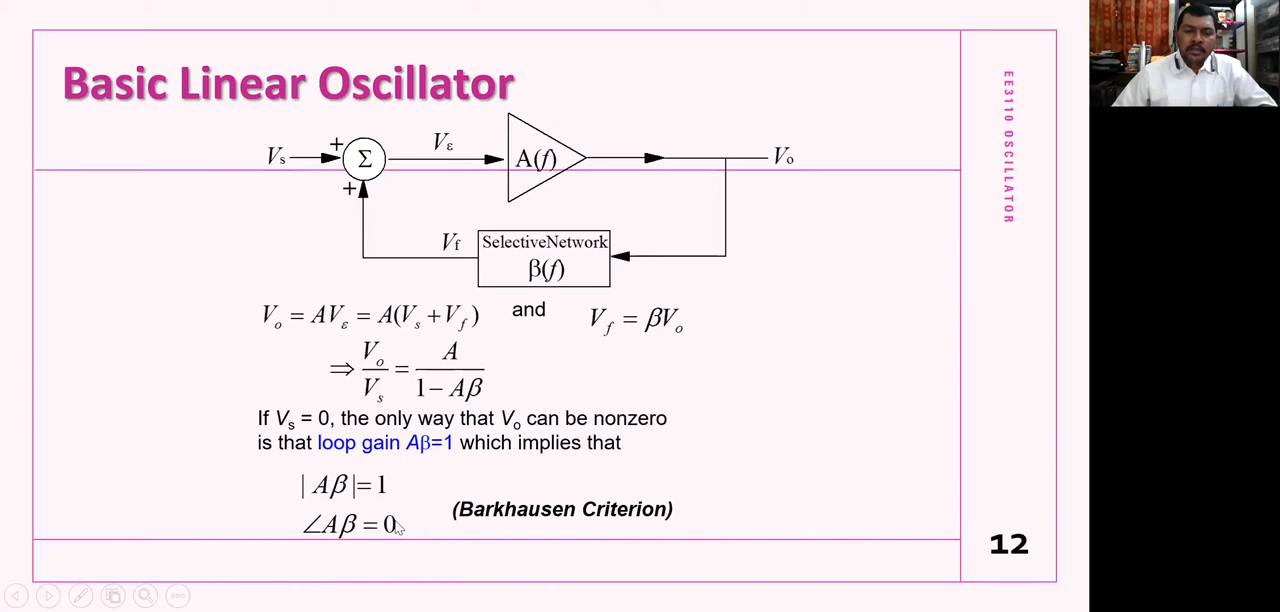 Basic Linear Oscillator
EE3110 OSCILLATOR
Vs
+
Σ
+
Vε
A(f)
Vo
Vf
SelectiveNetwork
β(f)
Vo = AVε = A(Vs + Vf) and Vf = βVo
⇒ Vo/Vs = A/(1 − Aβ)
If Vs = 0, the only way that Vo can be nonzero
is that loop gain Aβ=1 which implies that
| Aβ |= 1
∠Aβ = 0
(Barkhausen Criterion)
12